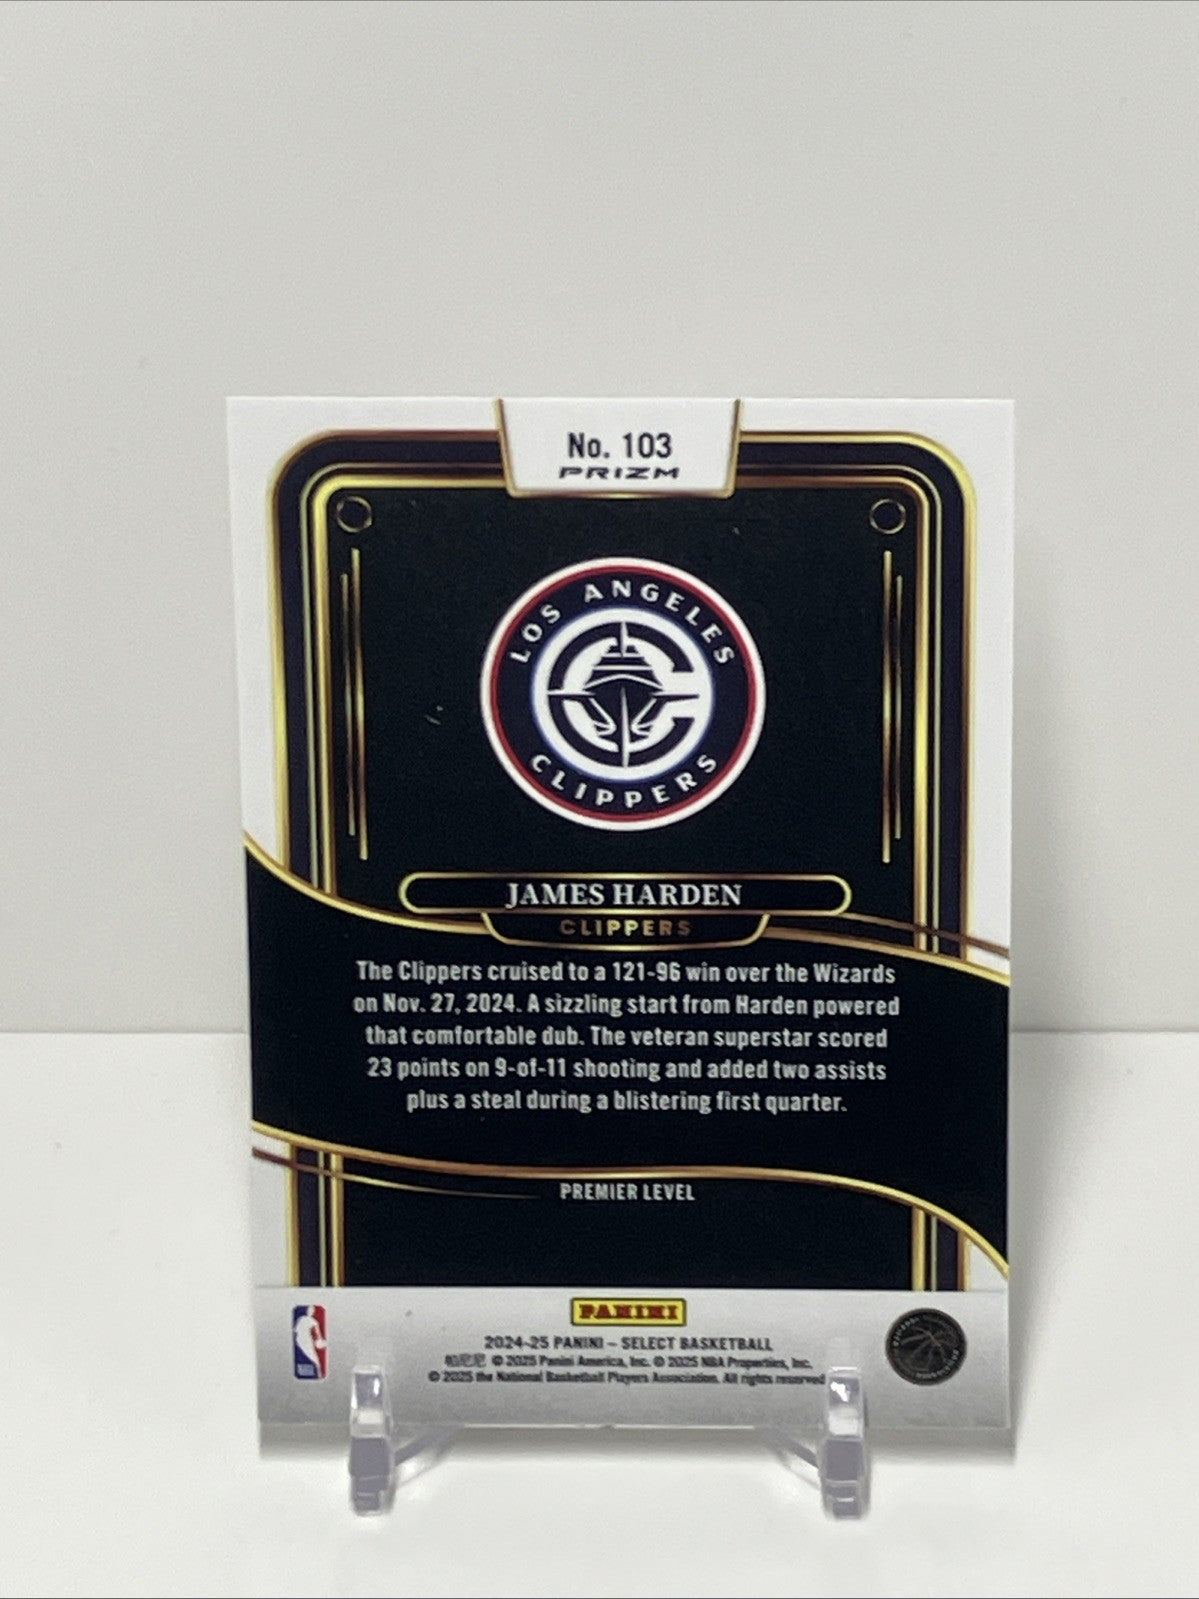 No. 103
PRIZM
LOS ANGELES
CLIPPERS
JAMES HARDEN
CLIPPERS
The Clippers cruised to a 121-96 win over the Wizards
on Nov. 27, 2024. A sizzling start from Harden powered
that comfortable dub. The veteran superstar scored
23 points on 9-of-11 shooting and added two assists
plus a steal during a blistering first quarter.
PREMIER LEVEL
PANINI
2024-25 PANINI – SELECT BASKETBALL
帕尼尼 © 2025 Panini America, Inc. © 2025 NBA Properties, Inc.
© 2025 the National Basketball Players Association. All rights reserved